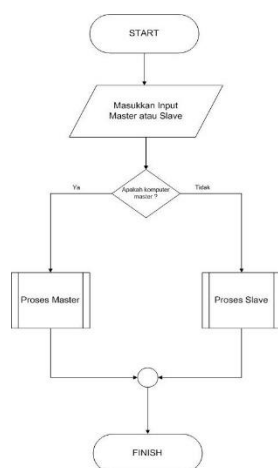 START
Masukkan Input
Master atau Slave
Apakah komputer
master ?
Ya
Tidak
Proses Master
Proses Slave
FINISH